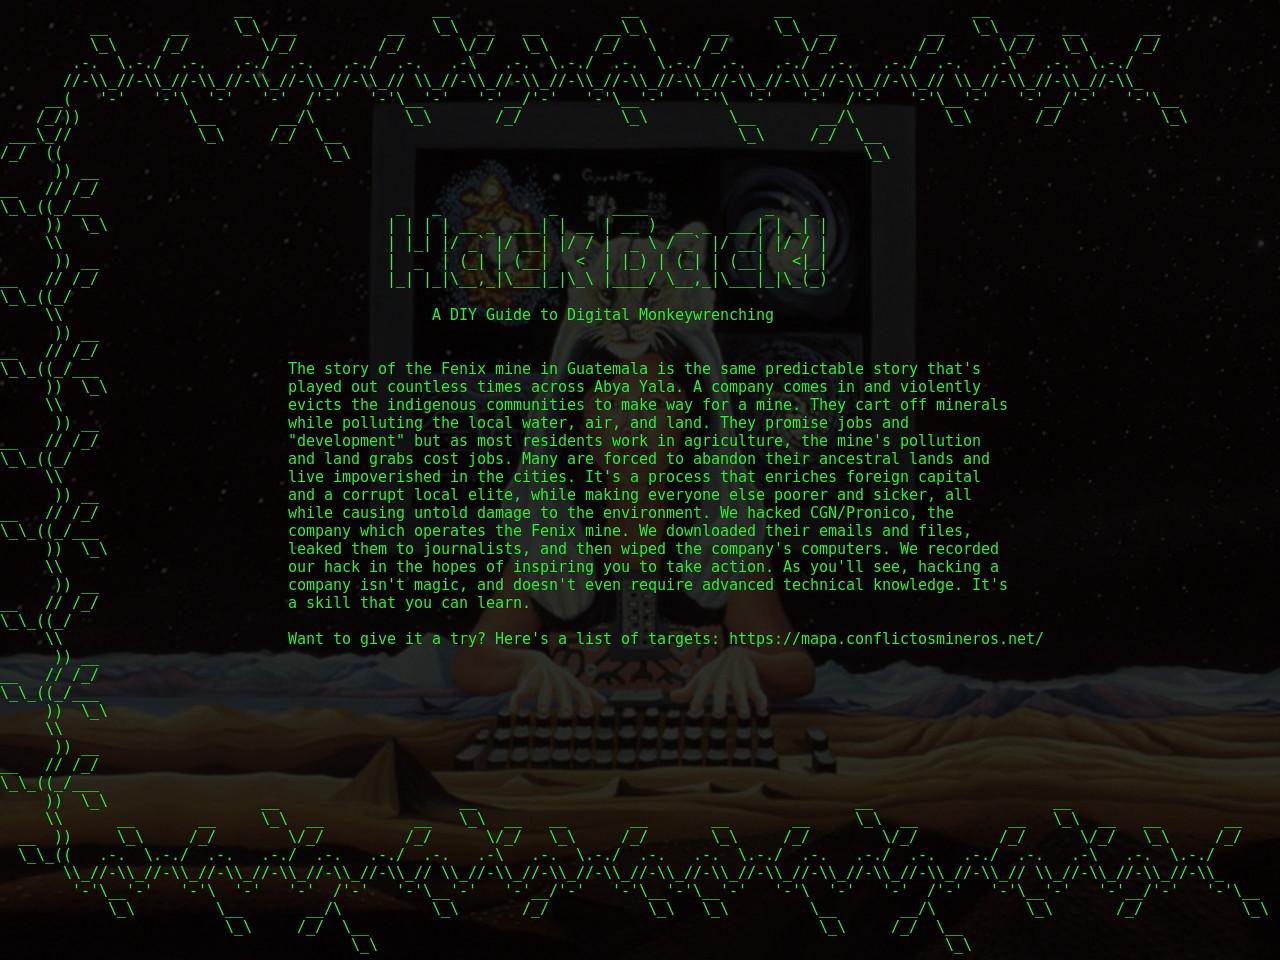 Hack Back!
A DIY Guide to Digital Monkeywrenching
The story of the Fenix mine in Guatemala is the same predictable story that's
played out countless times across Abya Yala. A company comes in and violently
evicts the indigenous communities to make way for a mine. They cart off minerals
while polluting the local water, air, and land. They promise jobs and
"development" but as most residents work in agriculture, the mine's pollution
and land grabs cost jobs. Many are forced to abandon their ancestral lands and
live impoverished in the cities. It's a process that enriches foreign capital
and a corrupt local elite, while making everyone else poorer and sicker, all
while causing untold damage to the environment. We hacked CGN/Pronico, the
company which operates the Fenix mine. We downloaded their emails and files,
leaked them to journalists, and then wiped the company's computers. We recorded
our hack in the hopes of inspiring you to take action. As you'll see, hacking a
company isn't magic, and doesn't even require advanced technical knowledge. It's
a skill that you can learn.
Want to give it a try? Here's a list of targets: https://mapa.conflictosmineros.net/